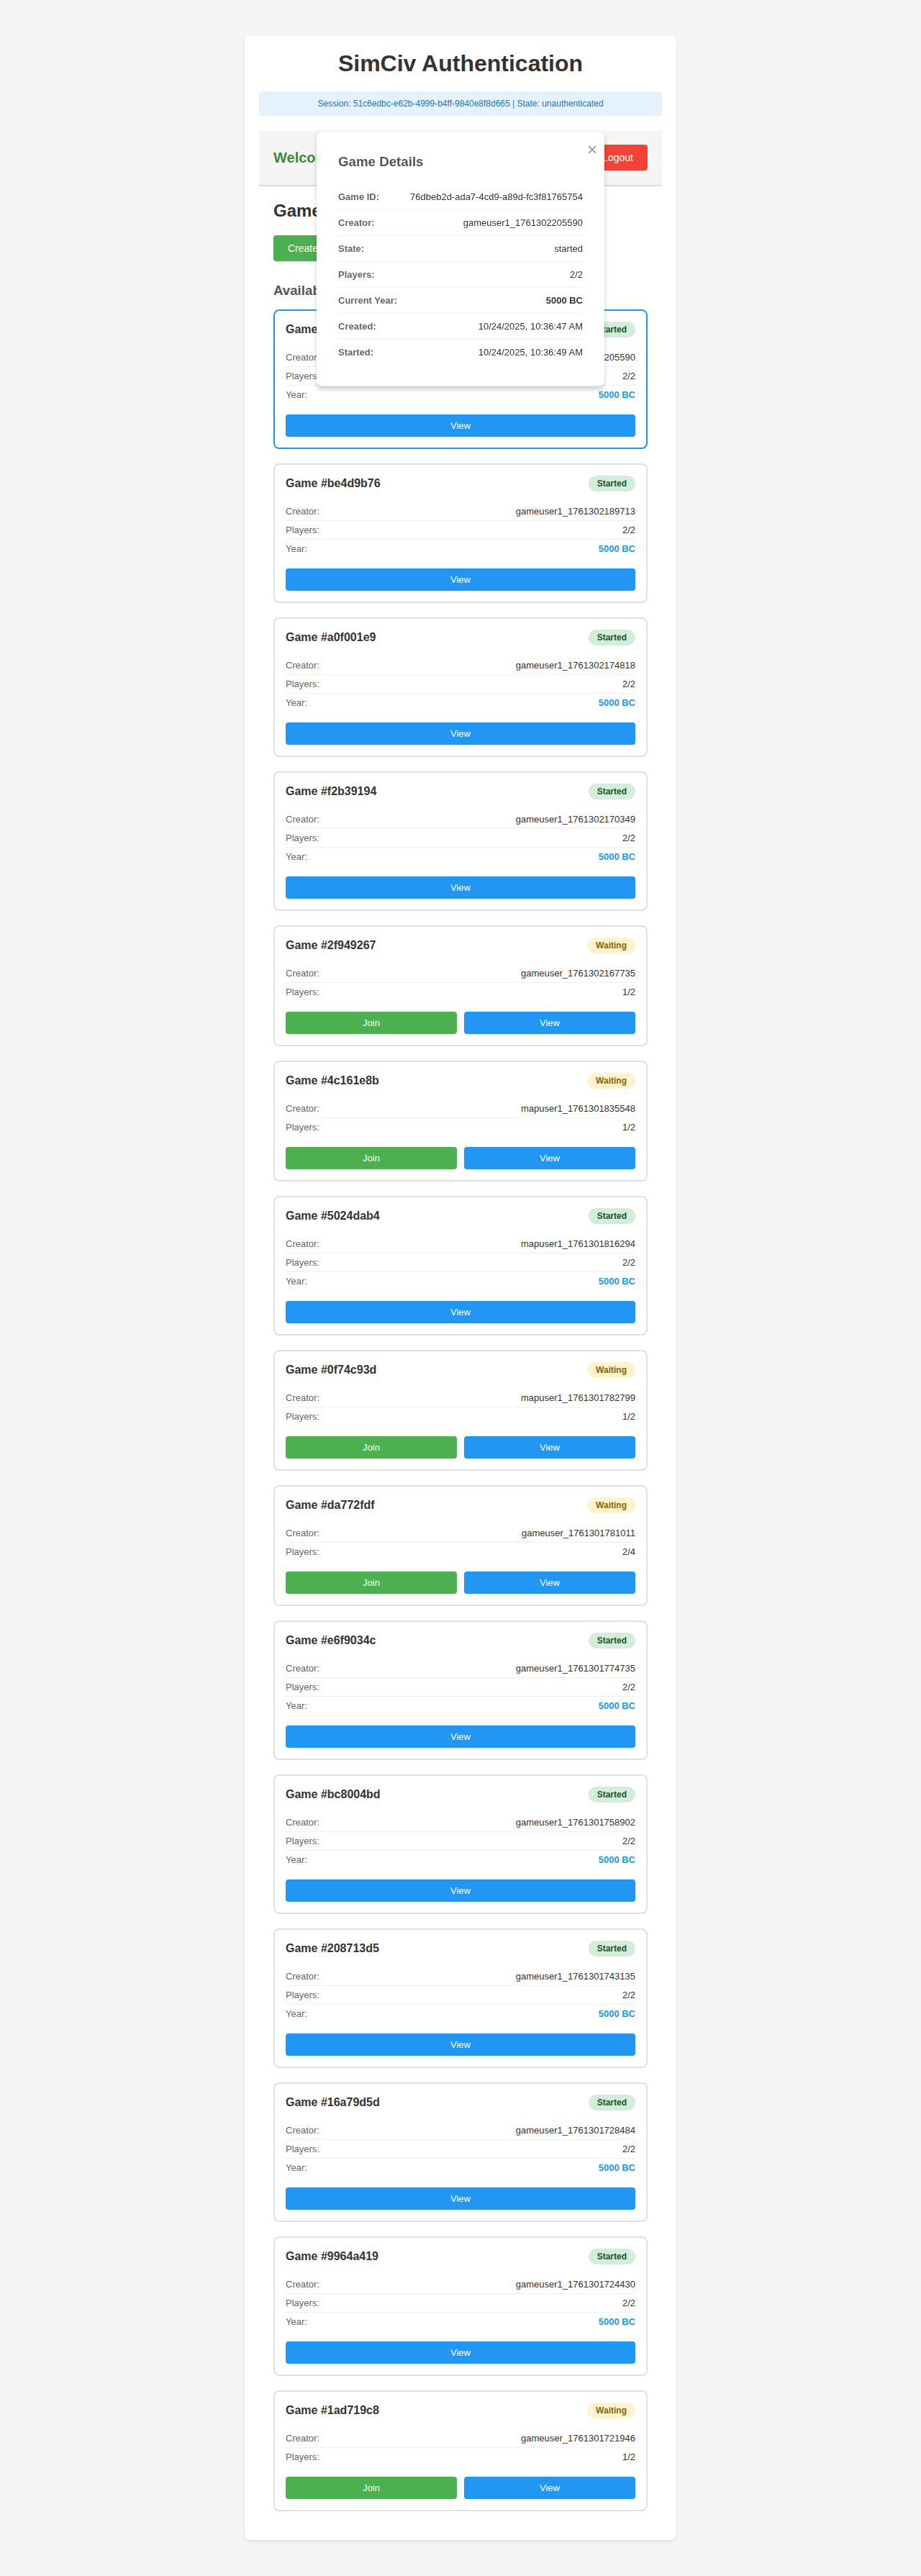 SimCiv Authentication
Session: 51c6edbc-e62b-4999-b4ff-9840e8f8d665 | State: unauthenticated
Welco
Logout
×
Game Details
Game ID: 76dbeb2d-ada7-4cd9-a89d-fc3f81765754
Creator: gameuser1_1761302205590
State: started
Players: 2/2
Current Year: 5000 BC
Created: 10/24/2025, 10:36:47 AM
Started: 10/24/2025, 10:36:49 AM
Game
Create
Availab
Game tarted
Creator 205590
Players 2/2
Year: 5000 BC
View
Game #be4d9b76 Started
Creator: gameuser1_1761302189713
Players: 2/2
Year: 5000 BC
View
Game #a0f001e9 Started
Creator: gameuser1_1761302174818
Players: 2/2
Year: 5000 BC
View
Game #f2b39194 Started
Creator: gameuser1_1761302170349
Players: 2/2
Year: 5000 BC
View
Game #2f949267 Waiting
Creator: gameuser_1761302167735
Players: 1/2
Join View
Game #4c161e8b Waiting
Creator: mapuser1_1761301835548
Players: 1/2
Join View
Game #5024dab4 Started
Creator: mapuser1_1761301816294
Players: 2/2
Year: 5000 BC
View
Game #0f74c93d Waiting
Creator: mapuser1_1761301782799
Players: 1/2
Join View
Game #da772fdf Waiting
Creator: gameuser_1761301781011
Players: 2/4
Join View
Game #e6f9034c Started
Creator: gameuser1_1761301774735
Players: 2/2
Year: 5000 BC
View
Game #bc8004bd Started
Creator: gameuser1_1761301758902
Players: 2/2
Year: 5000 BC
View
Game #208713d5 Started
Creator: gameuser1_1761301743135
Players: 2/2
Year: 5000 BC
View
Game #16a79d5d Started
Creator: gameuser1_1761301728484
Players: 2/2
Year: 5000 BC
View
Game #9964a419 Started
Creator: gameuser1_1761301724430
Players: 2/2
Year: 5000 BC
View
Game #1ad719c8 Waiting
Creator: gameuser_1761301721946
Players: 1/2
Join View